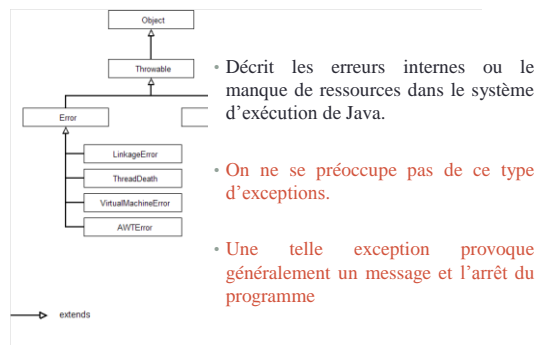 Object
Throwable
Error
LinkageError
ThreadDeath
VirtualMachineError
AWTError
extends
• Décrit les erreurs internes ou le
manque de ressources dans le système
d'exécution de Java.
• On ne se préoccupe pas de ce type
d'exceptions.
• Une telle exception provoque
généralement un message et l'arrêt du
programme